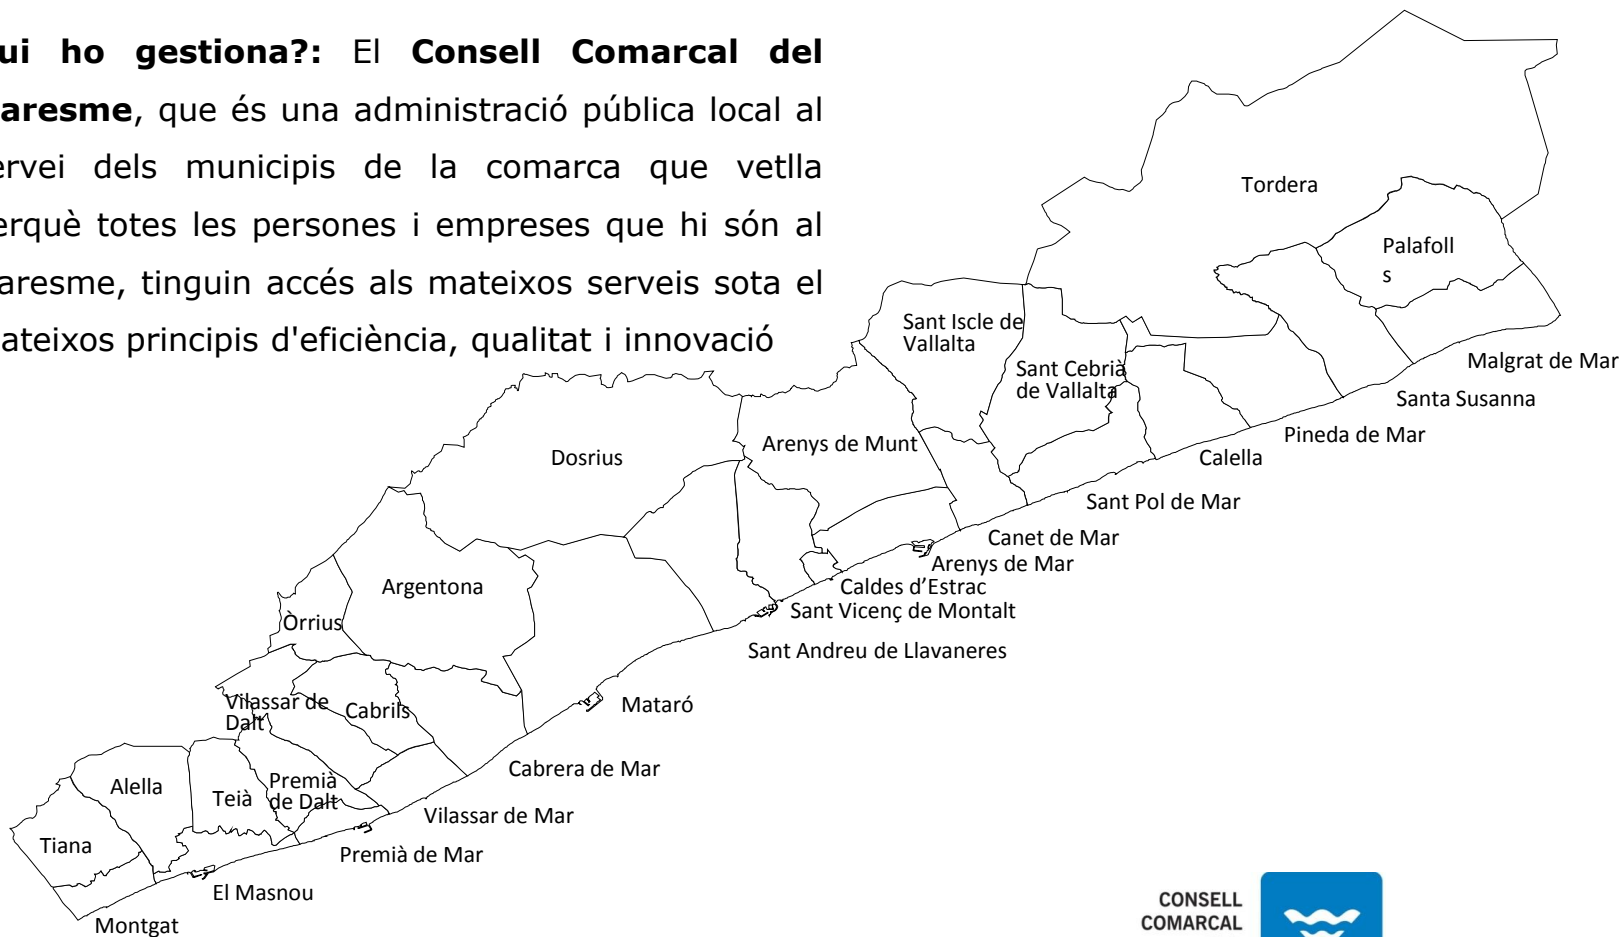 ui ho gestiona?: El Consell Comarcal del
aresme, que és una administració pública local al
ervei dels municipis de la comarca que vetlla
erquè totes les persones i empreses que hi són al
aresme, tinguin accés als mateixos serveis sota el
ateixos principis d'eficiència, qualitat i innovació
Tordera
Palafoll
s
Sant Iscle de
Vallalta
Sant Cebrià
de Vallalta
Malgrat de Mar
Santa Susanna
Pineda de Mar
Calella
Sant Pol de Mar
Canet de Mar
Arenys de Mar
Arenys de Munt
Dosrius
Caldes d’Estrac
Sant Vicenç de Montalt
Sant Andreu de Llavaneres
Argentona
Òrrius
Mataró
Vilassar de
Dalt
Cabrils
Cabrera de Mar
Alella
Teià
Premià
de Dalt
Vilassar de Mar
Tiana
Premià de Mar
El Masnou
Montgat
CONSELL
COMARCAL